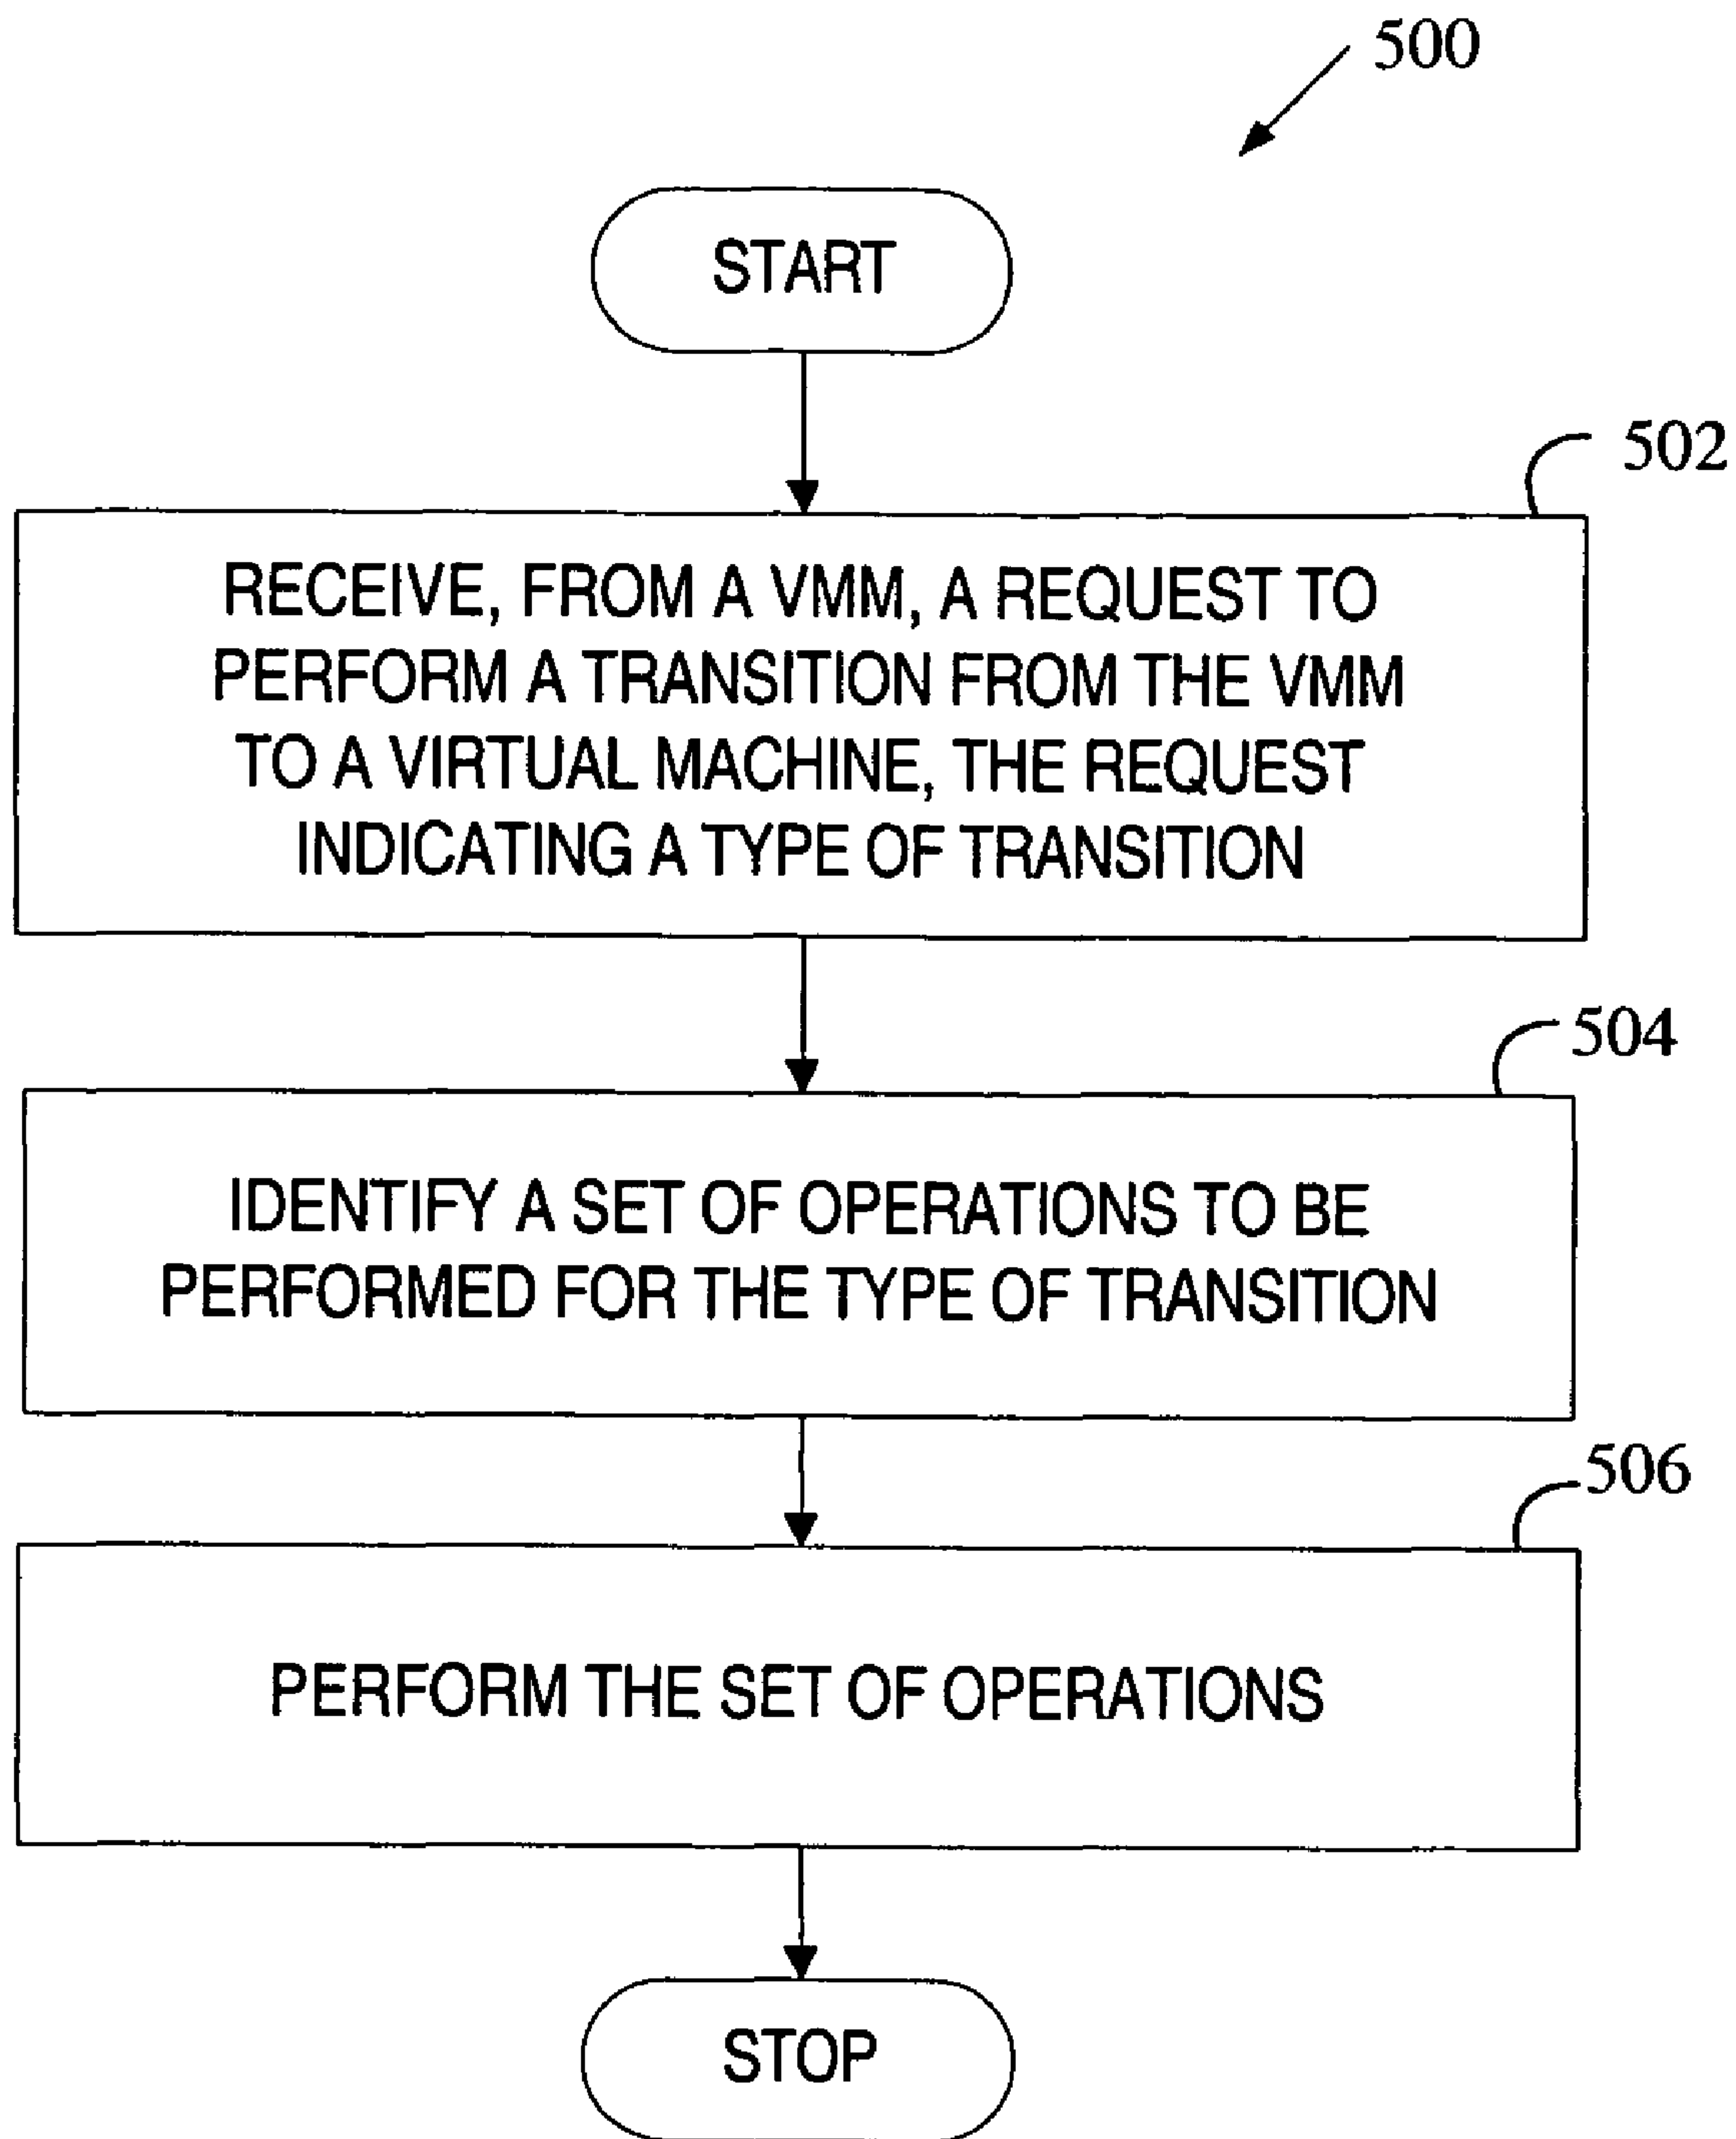 500
START
502
RECEIVE, FROM A VMM, A REQUEST TO
PERFORM A TRANSITION FROM THE VMM
TO A VIRTUAL MACHINE, THE REQUEST
INDICATING A TYPE OF TRANSITION
504
IDENTIFY A SET OF OPERATIONS TO BE
PERFORMED FOR THE TYPE OF TRANSITION
506
PERFORM THE SET OF OPERATIONS
STOP